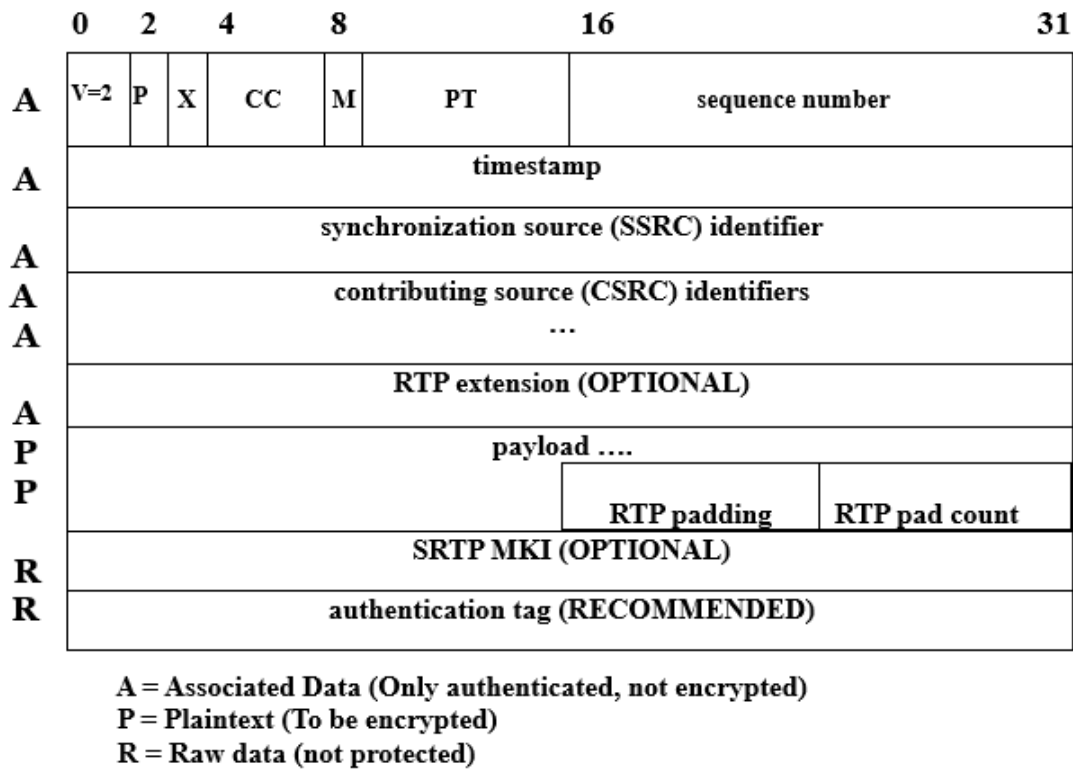 0 2 4 8 16 31
A V=2 P X CC M PT sequence number
A timestamp
A synchronization source (SSRC) identifier
A contributing source (CSRC) identifiers
A ...
A RTP extension (OPTIONAL)
P payload ....
P RTP padding RTP pad count
R SRTP MKI (OPTIONAL)
R authentication tag (RECOMMENDED)
A = Associated Data (Only authenticated, not encrypted)
P = Plaintext (To be encrypted)
R = Raw data (not protected)